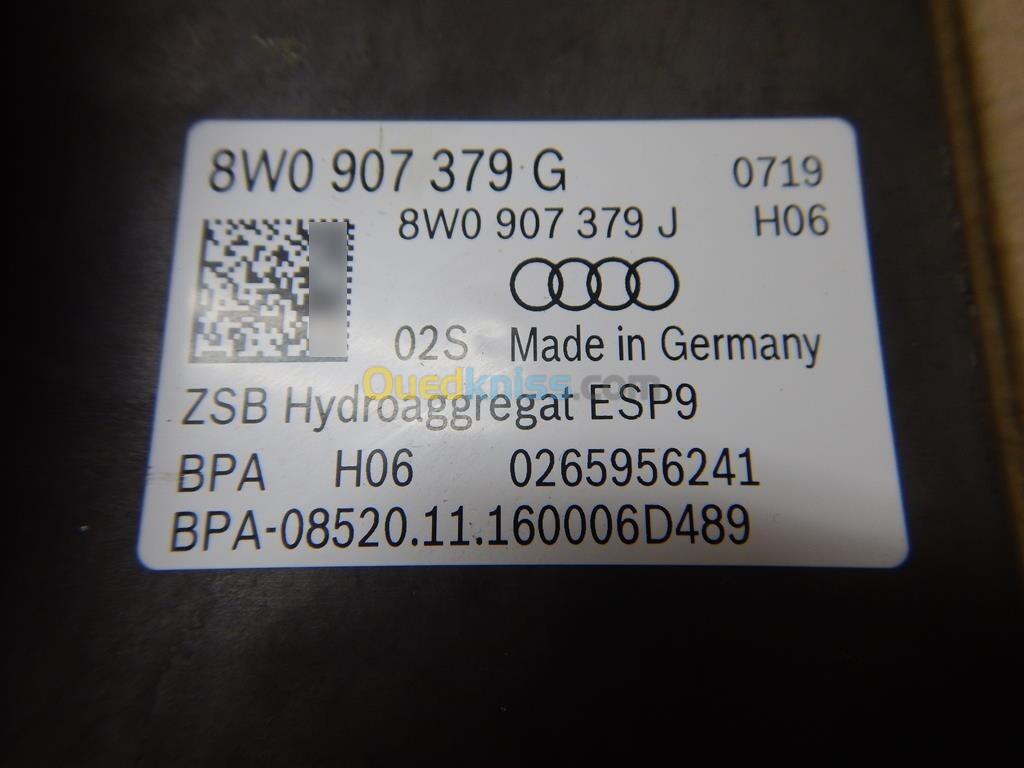 8W0 907 379 G 0719
8W0 907 379 J H06
02S Made in Germany
Ouedkniss.com
ZSB Hydroaggregat ESP9
BPA H06 0265956241
BPA-08520.11.160006D489